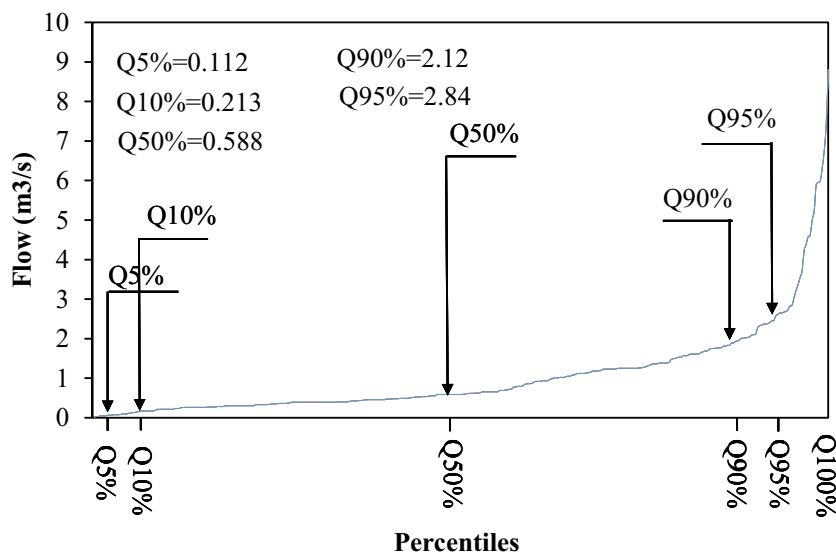 10
9
8
7
6
5
4
3
2
1
0
Flow (m3/s)
Q5%=0.112
Q10%=0.213
Q50%=0.588
Q90%=2.12
Q95%=2.84
Q5%
Q10%
Q50%
Q90%
Q95%
Q5%
Q10%
Q50%
Q90%
Q95%
Q100%
Percentiles